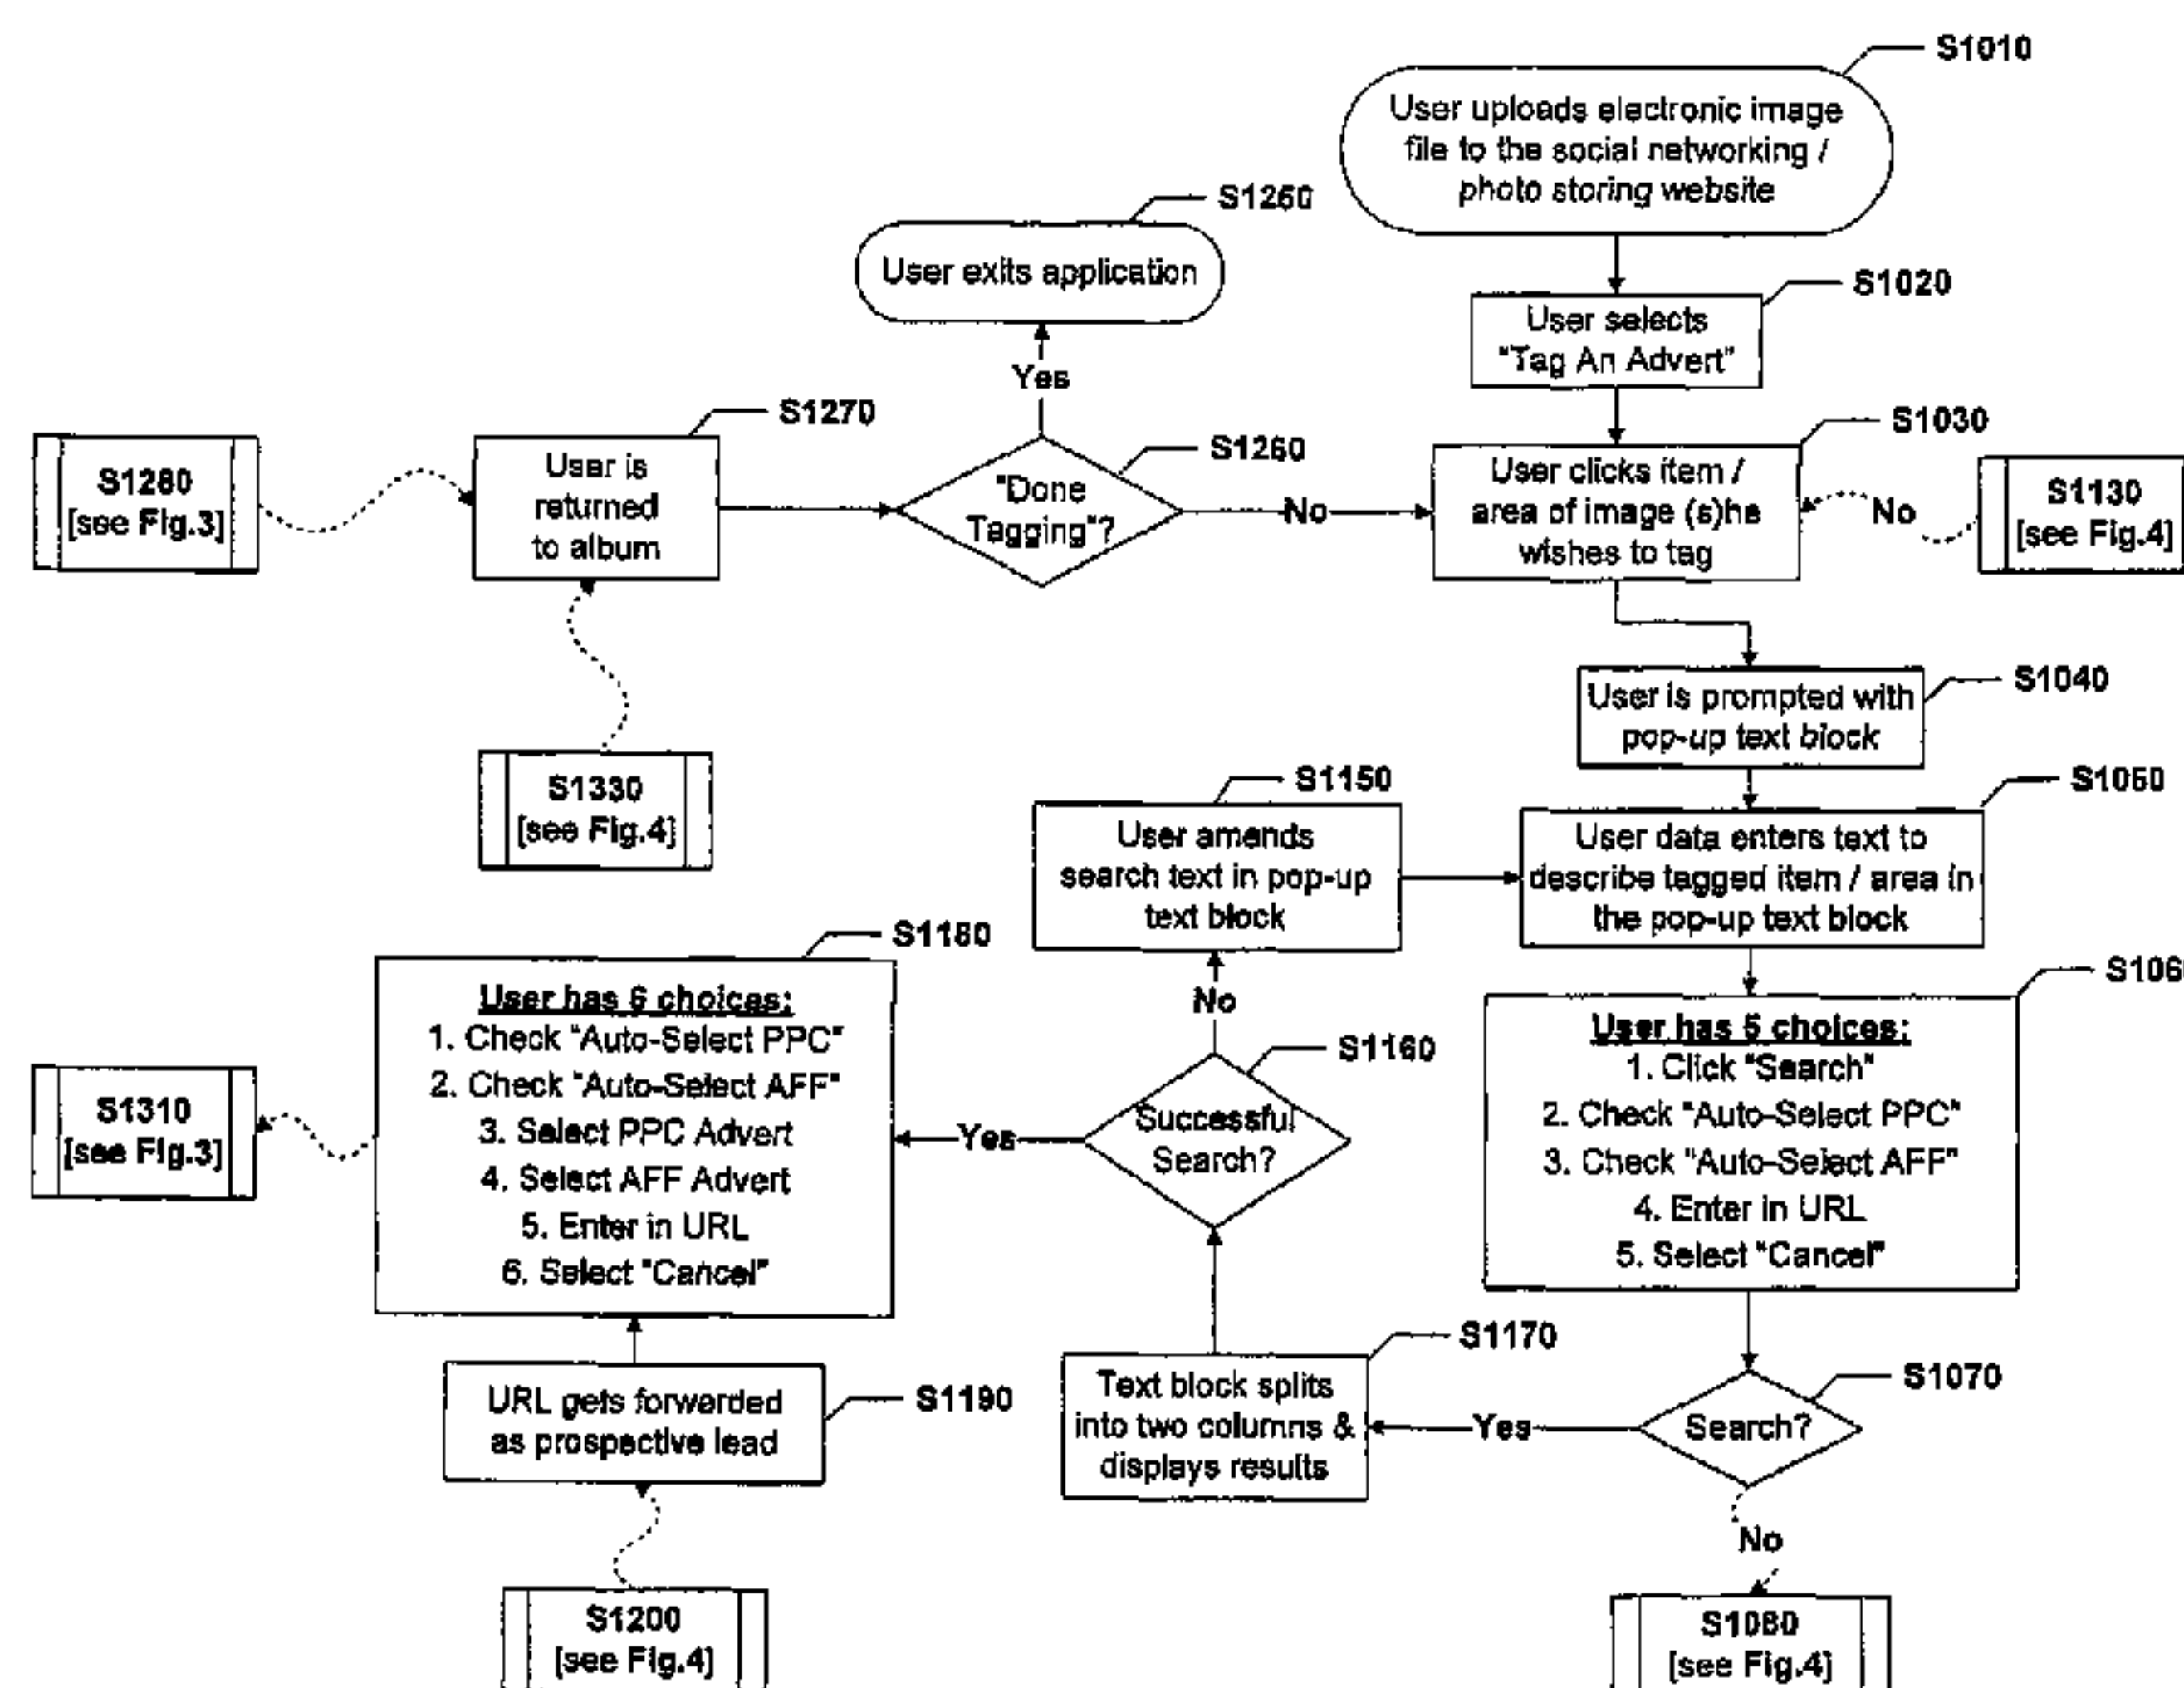 S1010
User uploads electronic image
file to the social networking /
photo storing website
S1020
User selects
"Tag An Advert"
S1250
User exits application
Yes
S1260
"Done
Tagging"?
No
S1270
User is
returned
to album
S1280
[see Fig.3]
S1330
[see Fig.4]
S1030
User clicks item /
area of image (s)he
wishes to tag
No
S1130
[see Fig.4]
S1040
User is prompted with
pop-up text block
S1050
User data enters text to
describe tagged item / area in
the pop-up text block
S1150
User amends
search text in pop-up
text block
No
S1160
Successful
Search?
Yes
S1180
User has 6 choices:
1. Check "Auto-Select PPC"
2. Check "Auto-Select AFF"
3. Select PPC Advert
4. Select AFF Advert
5. Enter in URL
6. Select "Cancel"
S1310
[see Fig.3]
S106
User has 5 choices:
1. Click "Search"
2. Check "Auto-Select PPC"
3. Check "Auto-Select AFF"
4. Enter in URL
5. Select "Cancel"
S1070
Search?
Yes
S1170
Text block splits
into two columns &
displays results
S1190
URL gets forwarded
as prospective lead
S1200
[see Fig.4]
No
S1080
[see Fig.4]